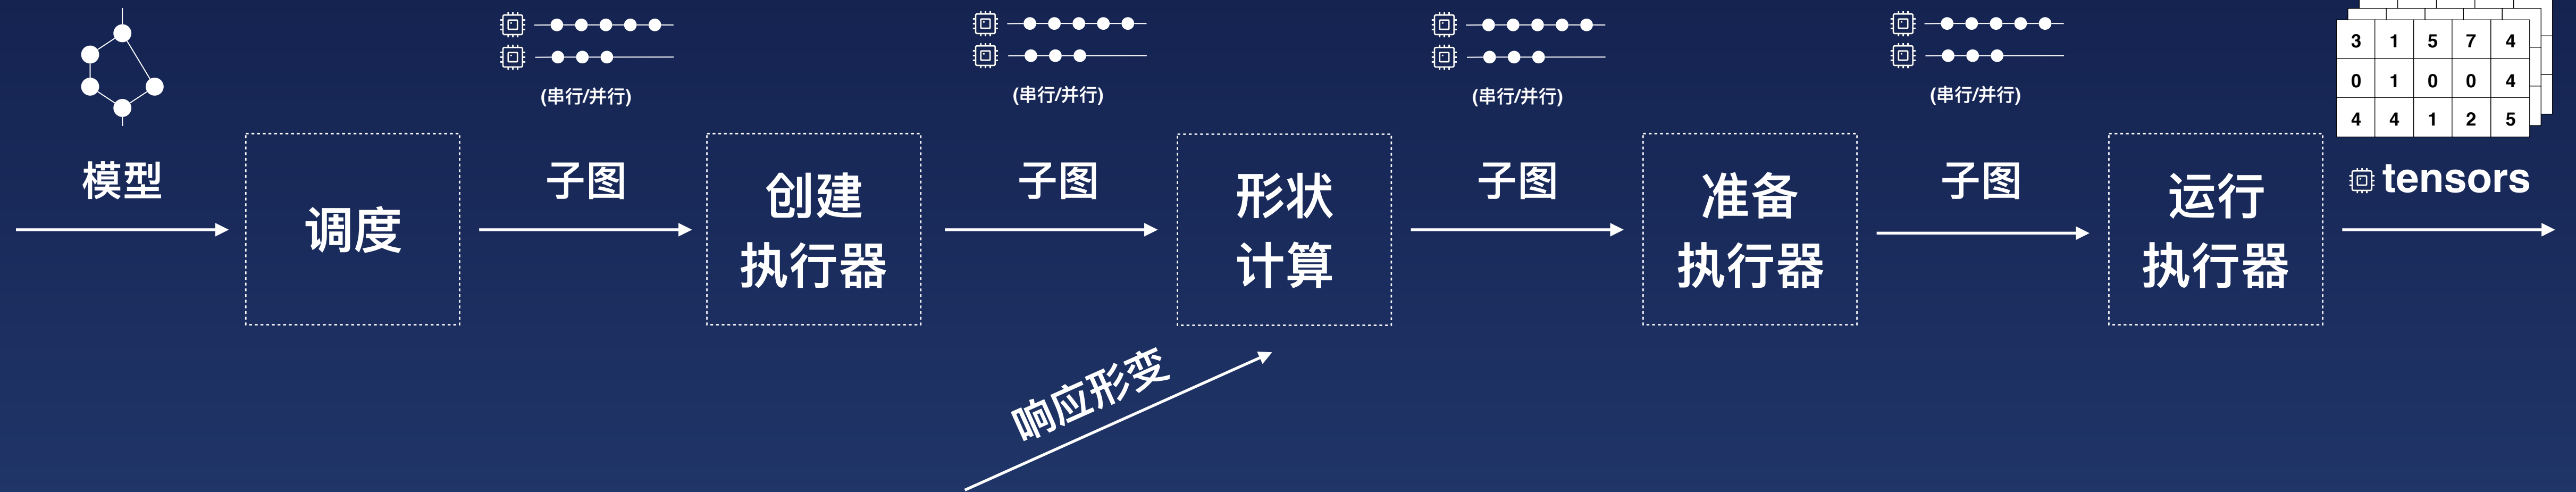 (串行/并行)
(串行/并行)
(串行/并行)
(串行/并行)
3 1 5 7 4
0 1 0 0 4
4 4 1 2 5
模型
调度
子图
创建
执行器
子图
形状
计算
子图
准备
执行器
子图
运行
执行器
tensors
响应形变